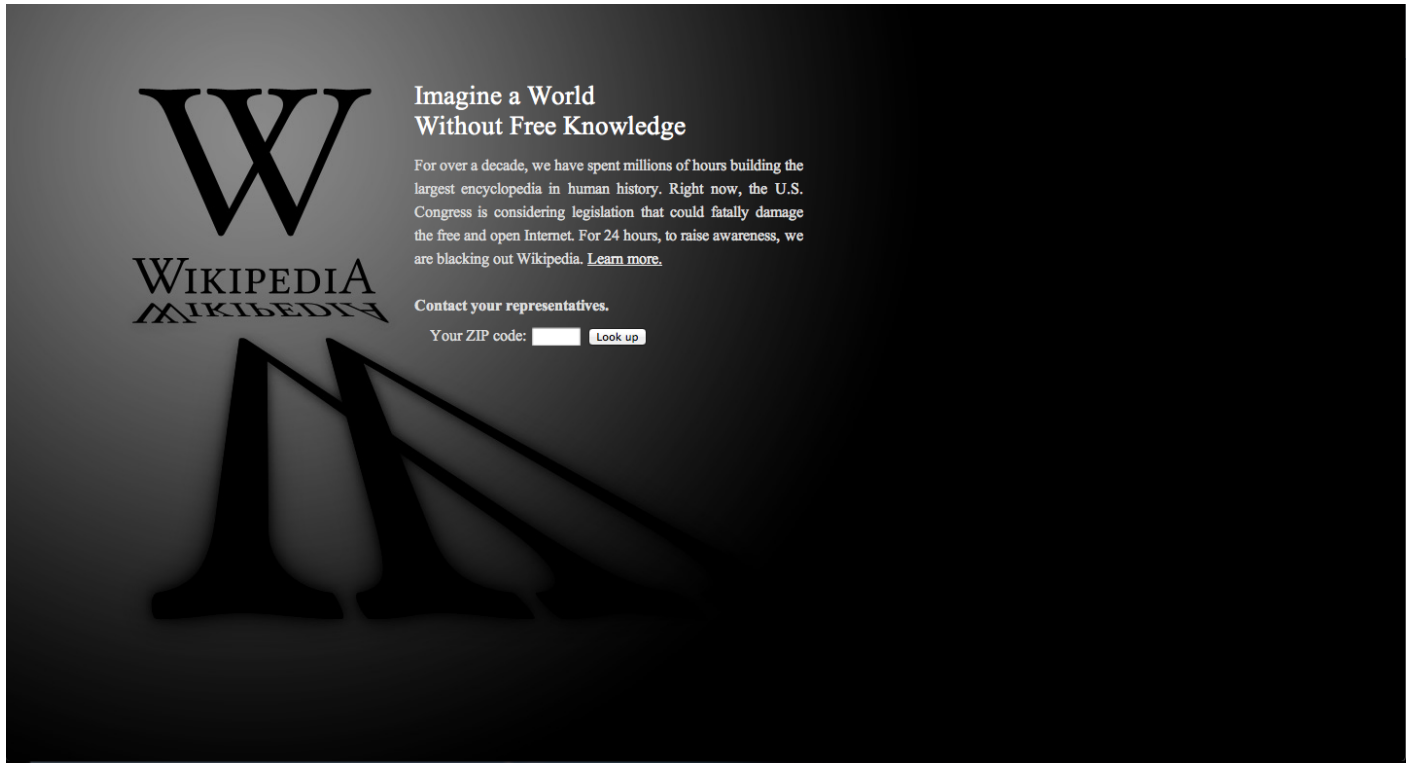 W
WIKIPEDIA
WIKIPEDIA
Imagine a World
Without Free Knowledge
For over a decade, we have spent millions of hours building the
largest encyclopedia in human history. Right now, the U.S.
Congress is considering legislation that could fatally damage
the free and open Internet. For 24 hours, to raise awareness, we
are blacking out Wikipedia. Learn more.
Contact your representatives.
Your ZIP code: Look up